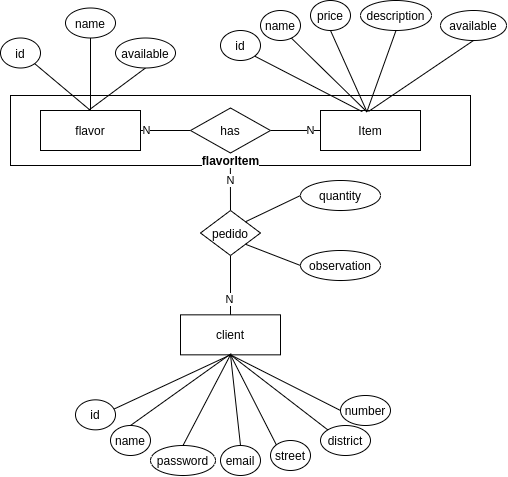 price
description
name
name
available
id
id
available
flavor
N
has
N
Item
flavorItem
N
quantity
pedido
observation
N
client
id
number
name
district
street
password
email